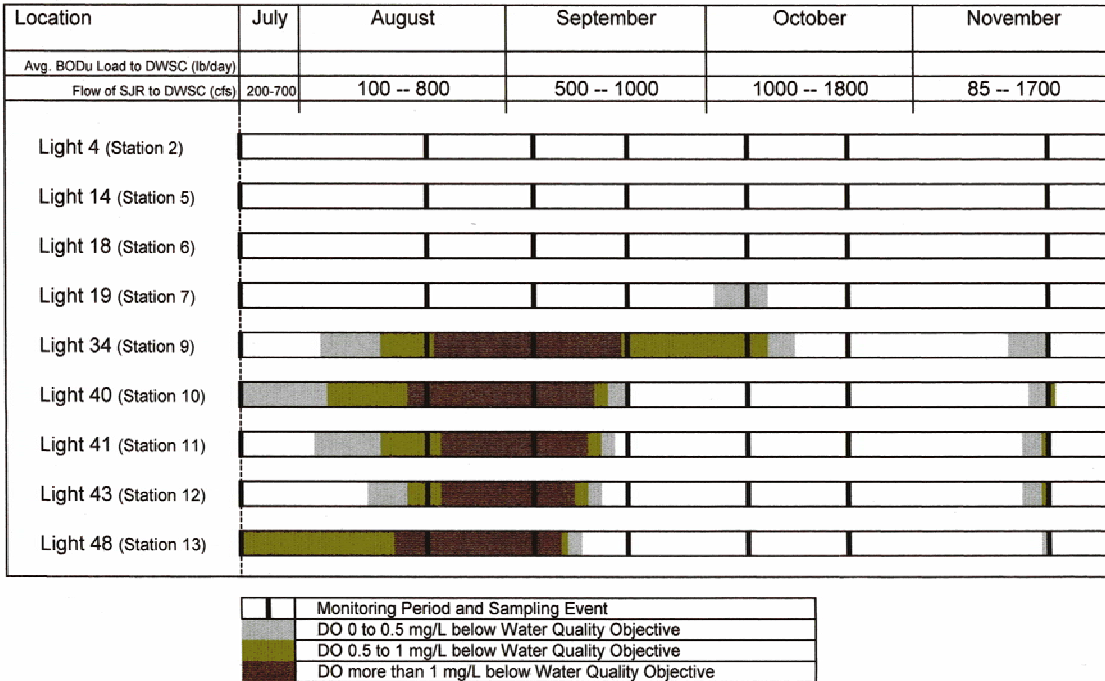 Location July August September October November
Avg. BODu Load to DWSC (lb/day)
Flow of SJR to DWSC (cfs) 200-700 100 -- 800 500 -- 1000 1000 -- 1800 85 -- 1700
Light 4 (Station 2)
Light 14 (Station 5)
Light 18 (Station 6)
Light 19 (Station 7)
Light 34 (Station 9)
Light 40 (Station 10)
Light 41 (Station 11)
Light 43 (Station 12)
Light 48 (Station 13)
Monitoring Period and Sampling Event
DO 0 to 0.5 mg/L below Water Quality Objective
DO 0.5 to 1 mg/L below Water Quality Objective
DO more than 1 mg/L below Water Quality Objective